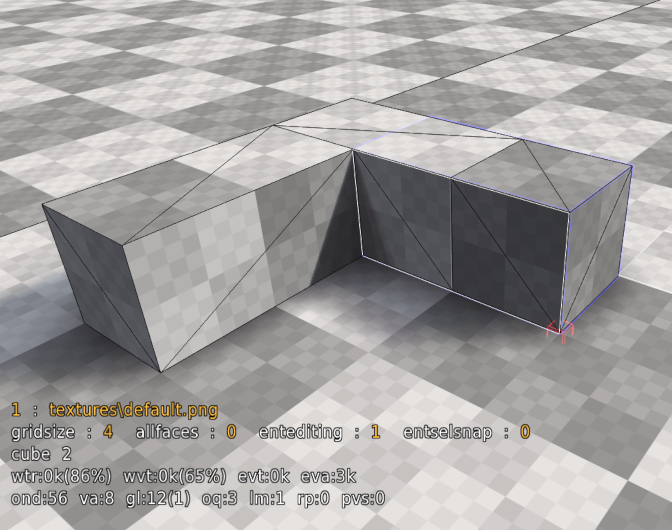 1 : textures\default.png
gridsize : 4 allfaces : 0 entediting : 1 entselsnap : 0
cube 2
wtr:0k(86%) wvt:0k(65%) evt:0k eva:3k
ond:56 va:8 gl:12(1) oq:3 lm:1 rp:0 pvs:0